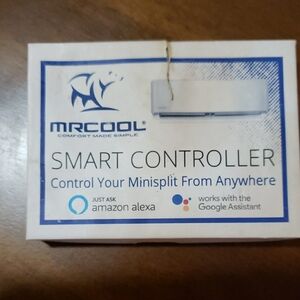 MRCOOL®
COMFORT MADE SIMPLE
SMART CONTROLLER
Control Your Minisplit From Anywhere
JUST ASK
amazon alexa
works with the
Google Assistant